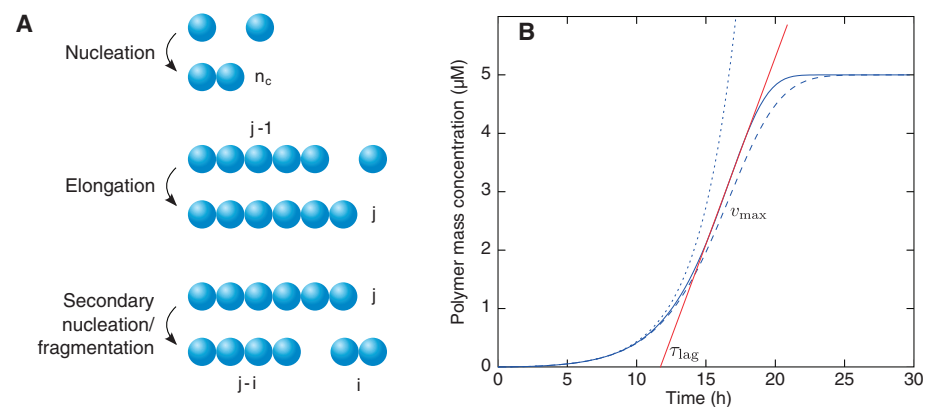 A
Nucleation
n_c
j-1
Elongation
j
Secondary
nucleation/
fragmentation
j
j-i
i
B
Polymer mass concentration (µM)
5
4
3
2
1
0
v_max
τ_lag
0 5 10 15 20 25 30
Time (h)